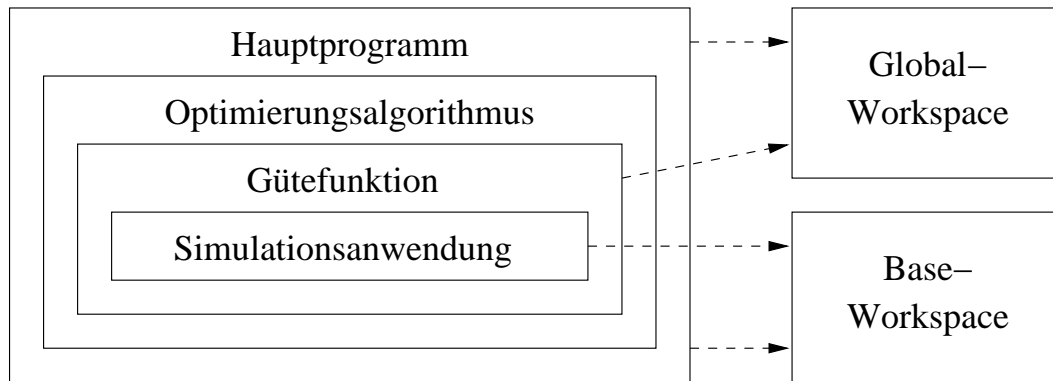 Hauptprogramm
Optimierungsalgorithmus
Gütefunktion
Simulationsanwendung
Global–
Workspace
Base–
Workspace